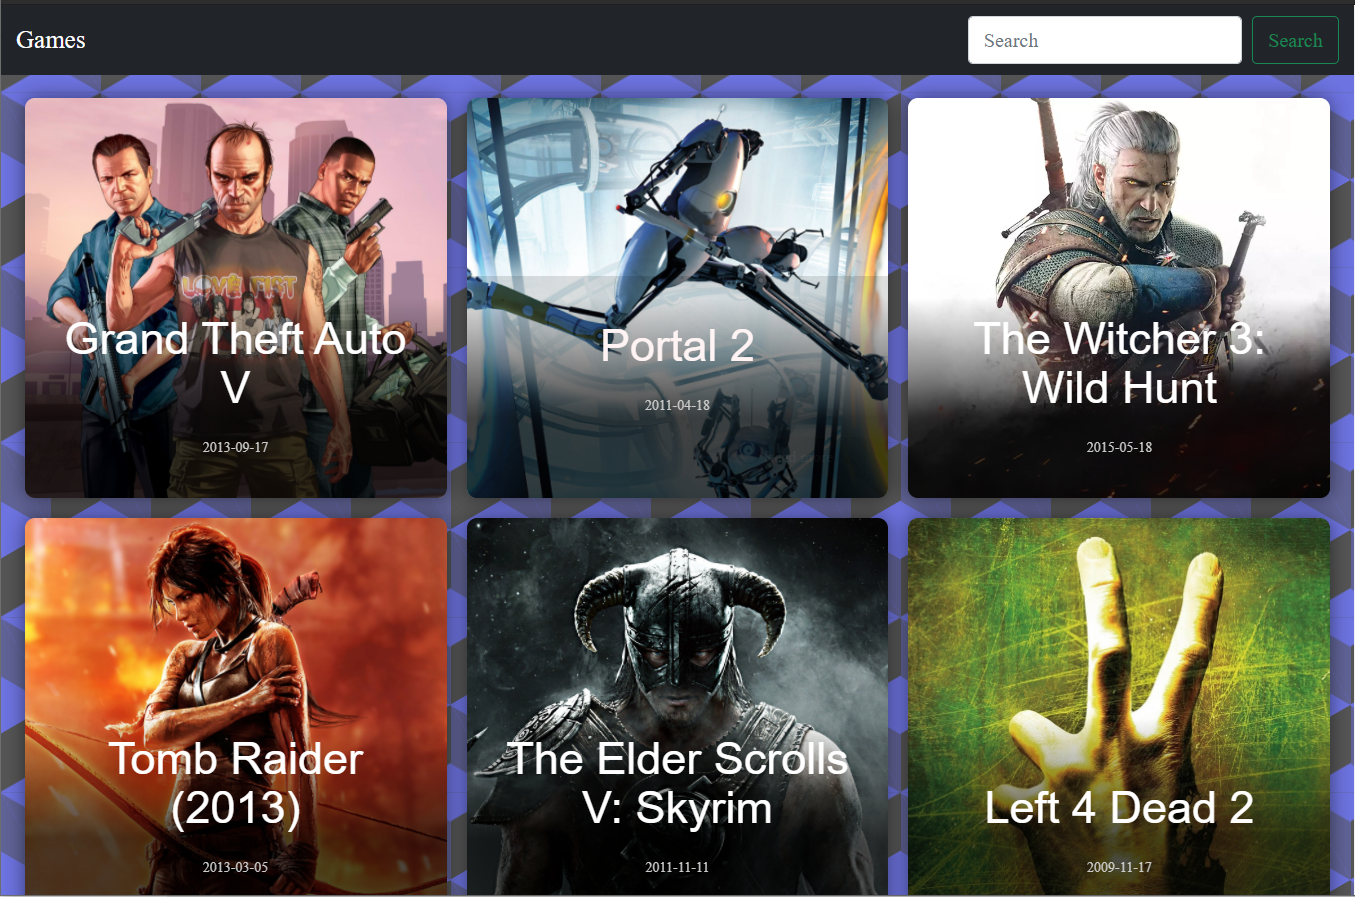 Games
Search
Search
LOVE FIST
Grand Theft Auto
V
2013-09-17
Portal 2
2011-04-18
The Witcher 3:
Wild Hunt
2015-05-18
Tomb Raider
(2013)
2013-03-05
The Elder Scrolls
V: Skyrim
2011-11-11
Left 4 Dead 2
2009-11-17